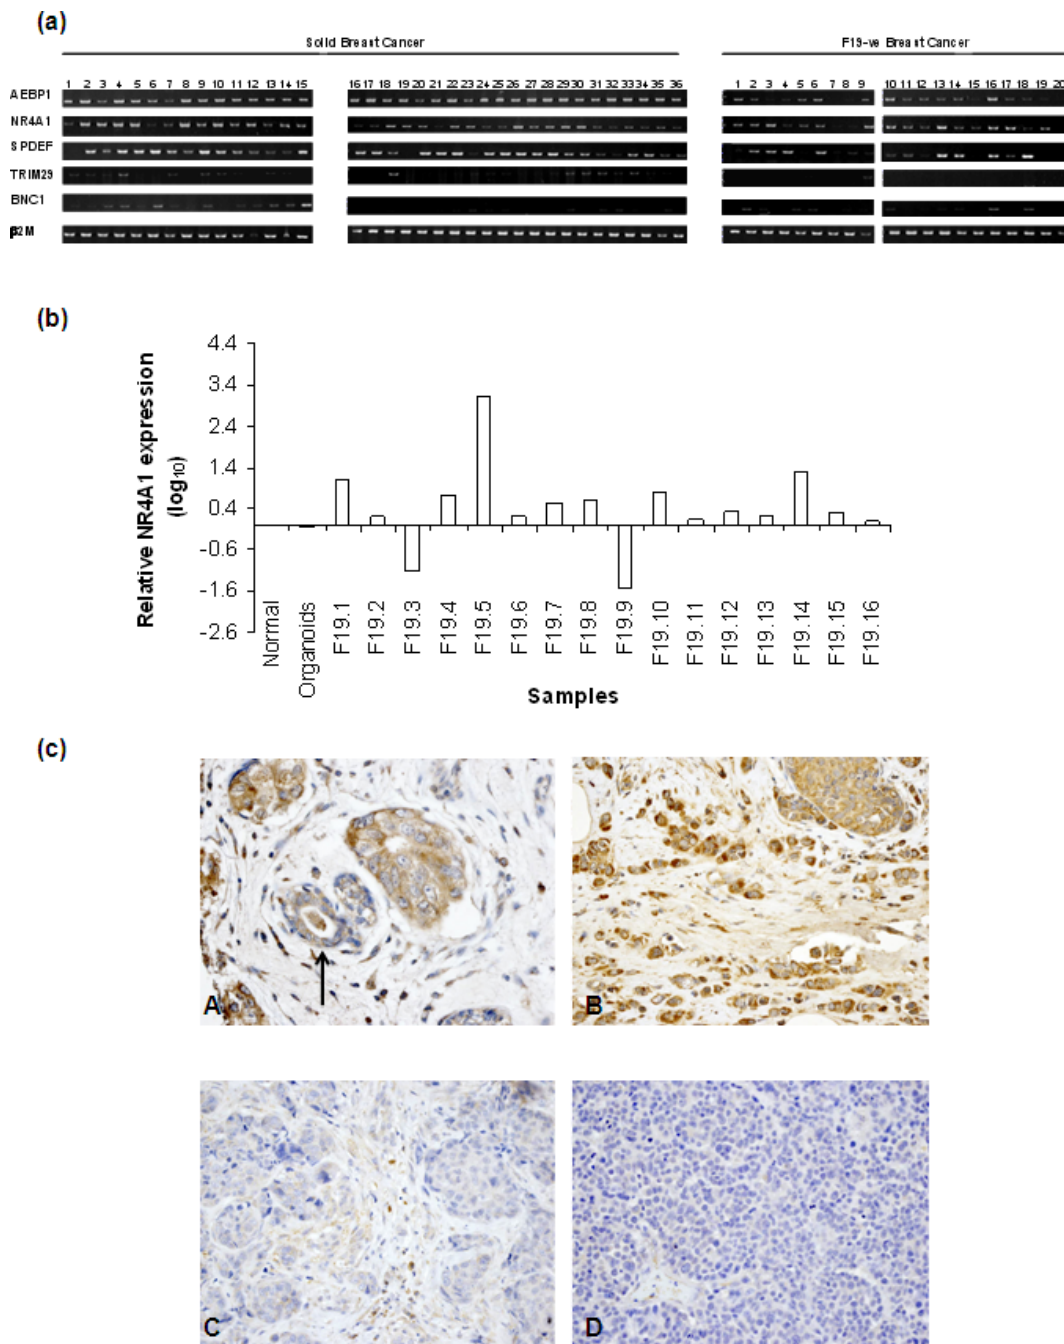 (a)
Solid Breast Cancer
F19-ve Breast Cancer
1 2 3 4 5 6 7 8 9 10 11 12 13 14 15
16 17 18 19 20 21 22 23 24 25 26 27 28 29 30 31 32 33 34 35 36
1 2 3 4 5 6 7 8 9
10 11 12 13 14 15 16 17 18 19 20
AEBP1
NR4A1
SPDEF
TRIM29
BNC1
β2M
(b)
Relative NR4A1 expression
(log10)
4.4
3.4
2.4
1.4
0.4
-0.6
-1.6
-2.6
Normal
Organoids
F19.1
F19.2
F19.3
F19.4
F19.5
F19.6
F19.7
F19.8
F19.9
F19.10
F19.11
F19.12
F19.13
F19.14
F19.15
F19.16
Samples
(c)
A
B
C
D